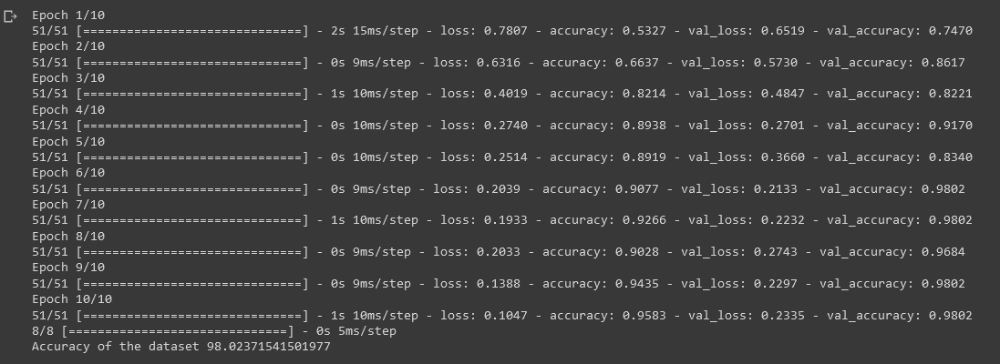 Epoch 1/10
51/51 [==============================] - 2s 15ms/step - loss: 0.7807 - accuracy: 0.5327 - val_loss: 0.6519 - val_accuracy: 0.7470
Epoch 2/10
51/51 [==============================] - 0s 9ms/step - loss: 0.6316 - accuracy: 0.6637 - val_loss: 0.5730 - val_accuracy: 0.8617
Epoch 3/10
51/51 [==============================] - 1s 10ms/step - loss: 0.4019 - accuracy: 0.8214 - val_loss: 0.4847 - val_accuracy: 0.8221
Epoch 4/10
51/51 [==============================] - 0s 10ms/step - loss: 0.2740 - accuracy: 0.8938 - val_loss: 0.2701 - val_accuracy: 0.9170
Epoch 5/10
51/51 [==============================] - 0s 10ms/step - loss: 0.2514 - accuracy: 0.8919 - val_loss: 0.3660 - val_accuracy: 0.8340
Epoch 6/10
51/51 [==============================] - 0s 9ms/step - loss: 0.2039 - accuracy: 0.9077 - val_loss: 0.2133 - val_accuracy: 0.9802
Epoch 7/10
51/51 [==============================] - 1s 10ms/step - loss: 0.1933 - accuracy: 0.9266 - val_loss: 0.2232 - val_accuracy: 0.9802
Epoch 8/10
51/51 [==============================] - 0s 9ms/step - loss: 0.2033 - accuracy: 0.9028 - val_loss: 0.2743 - val_accuracy: 0.9684
Epoch 9/10
51/51 [==============================] - 0s 9ms/step - loss: 0.1388 - accuracy: 0.9435 - val_loss: 0.2297 - val_accuracy: 0.9802
Epoch 10/10
51/51 [==============================] - 1s 10ms/step - loss: 0.1047 - accuracy: 0.9583 - val_loss: 0.2335 - val_accuracy: 0.9802
8/8 [==============================] - 0s 5ms/step
Accuracy of the dataset 98.02371541501977